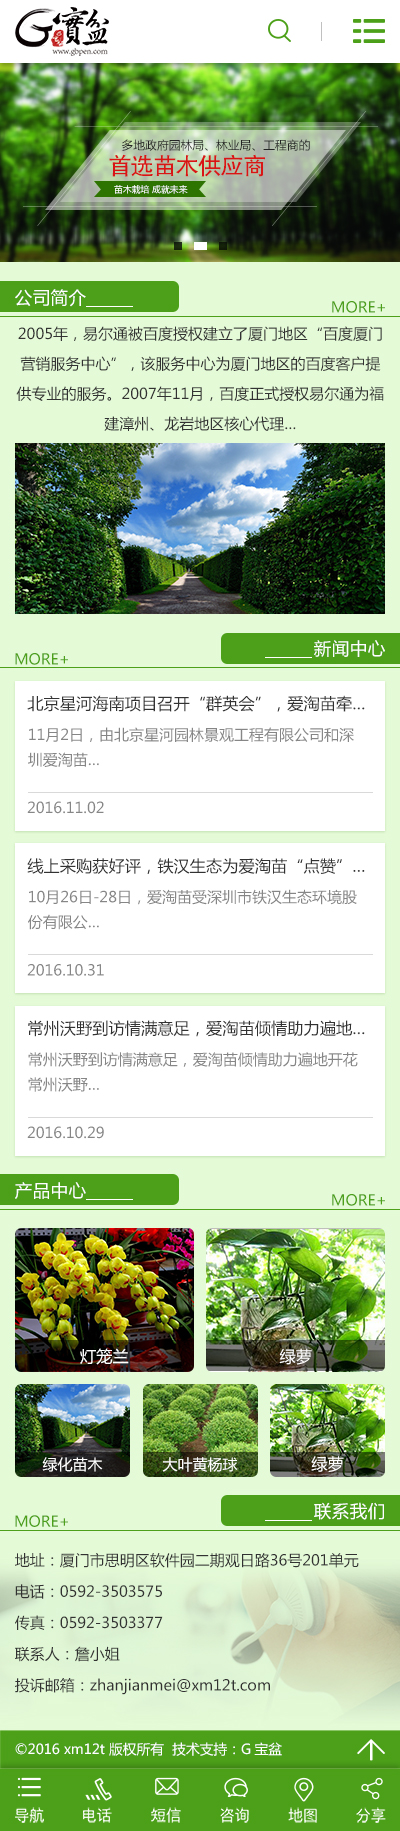 G寶盆
www.gbpen.com
多地政府园林局、林业局、工程商的
首选苗木供应商
苗木栽培 成就未来
公司简介_____
MORE+
2005年，易尔通被百度授权建立了厦门地区“百度厦门
营销服务中心”，该服务中心为厦门地区的百度客户提
供专业的服务。2007年11月，百度正式授权易尔通为福
建漳州、龙岩地区核心代理...
MORE+
_____新闻中心
北京星河海南项目召开“群英会”，爱淘苗牵...
11月2日，由北京星河园林景观工程有限公司和深
圳爱淘苗...
2016.11.02
线上采购获好评，铁汉生态为爱淘苗“点赞”...
10月26日-28日，爱淘苗受深圳市铁汉生态环境股
份有限公...
2016.10.31
常州沃野到访情满意足，爱淘苗倾情助力遍地...
常州沃野到访情满意足，爱淘苗倾情助力遍地开花
常州沃野...
2016.10.29
产品中心_____
MORE+
灯笼兰
绿萝
绿化苗木
大叶黄杨球
绿萝
MORE+
_____联系我们
地址：厦门市思明区软件园二期观日路36号201单元
电话：0592-3503575
传真：0592-3503377
联系人：詹小姐
投诉邮箱：zhanjianmei@xm12t.com
©2016 xm12t 版权所有 技术支持：G 宝盆
导航
电话
短信
咨询
地图
分享